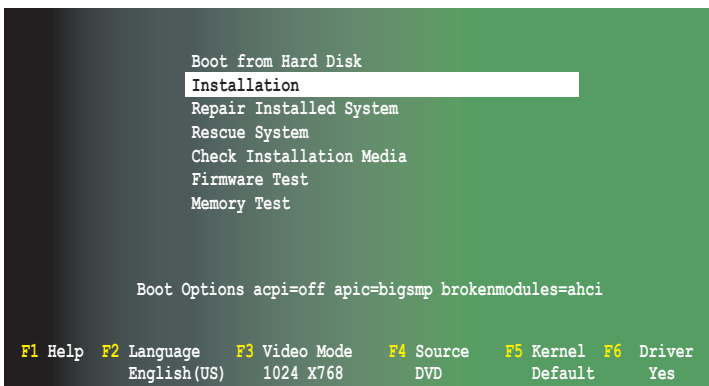 Boot from Hard Disk
Installation
Repair Installed System
Rescue System
Check Installation Media
Firmware Test
Memory Test
Boot Options acpi=off apic=bigsmp brokenmodules=ahci
F1 Help F2 Language F3 Video Mode F4 Source F5 Kernel F6 Driver
English(US) 1024 X768 DVD Default Yes